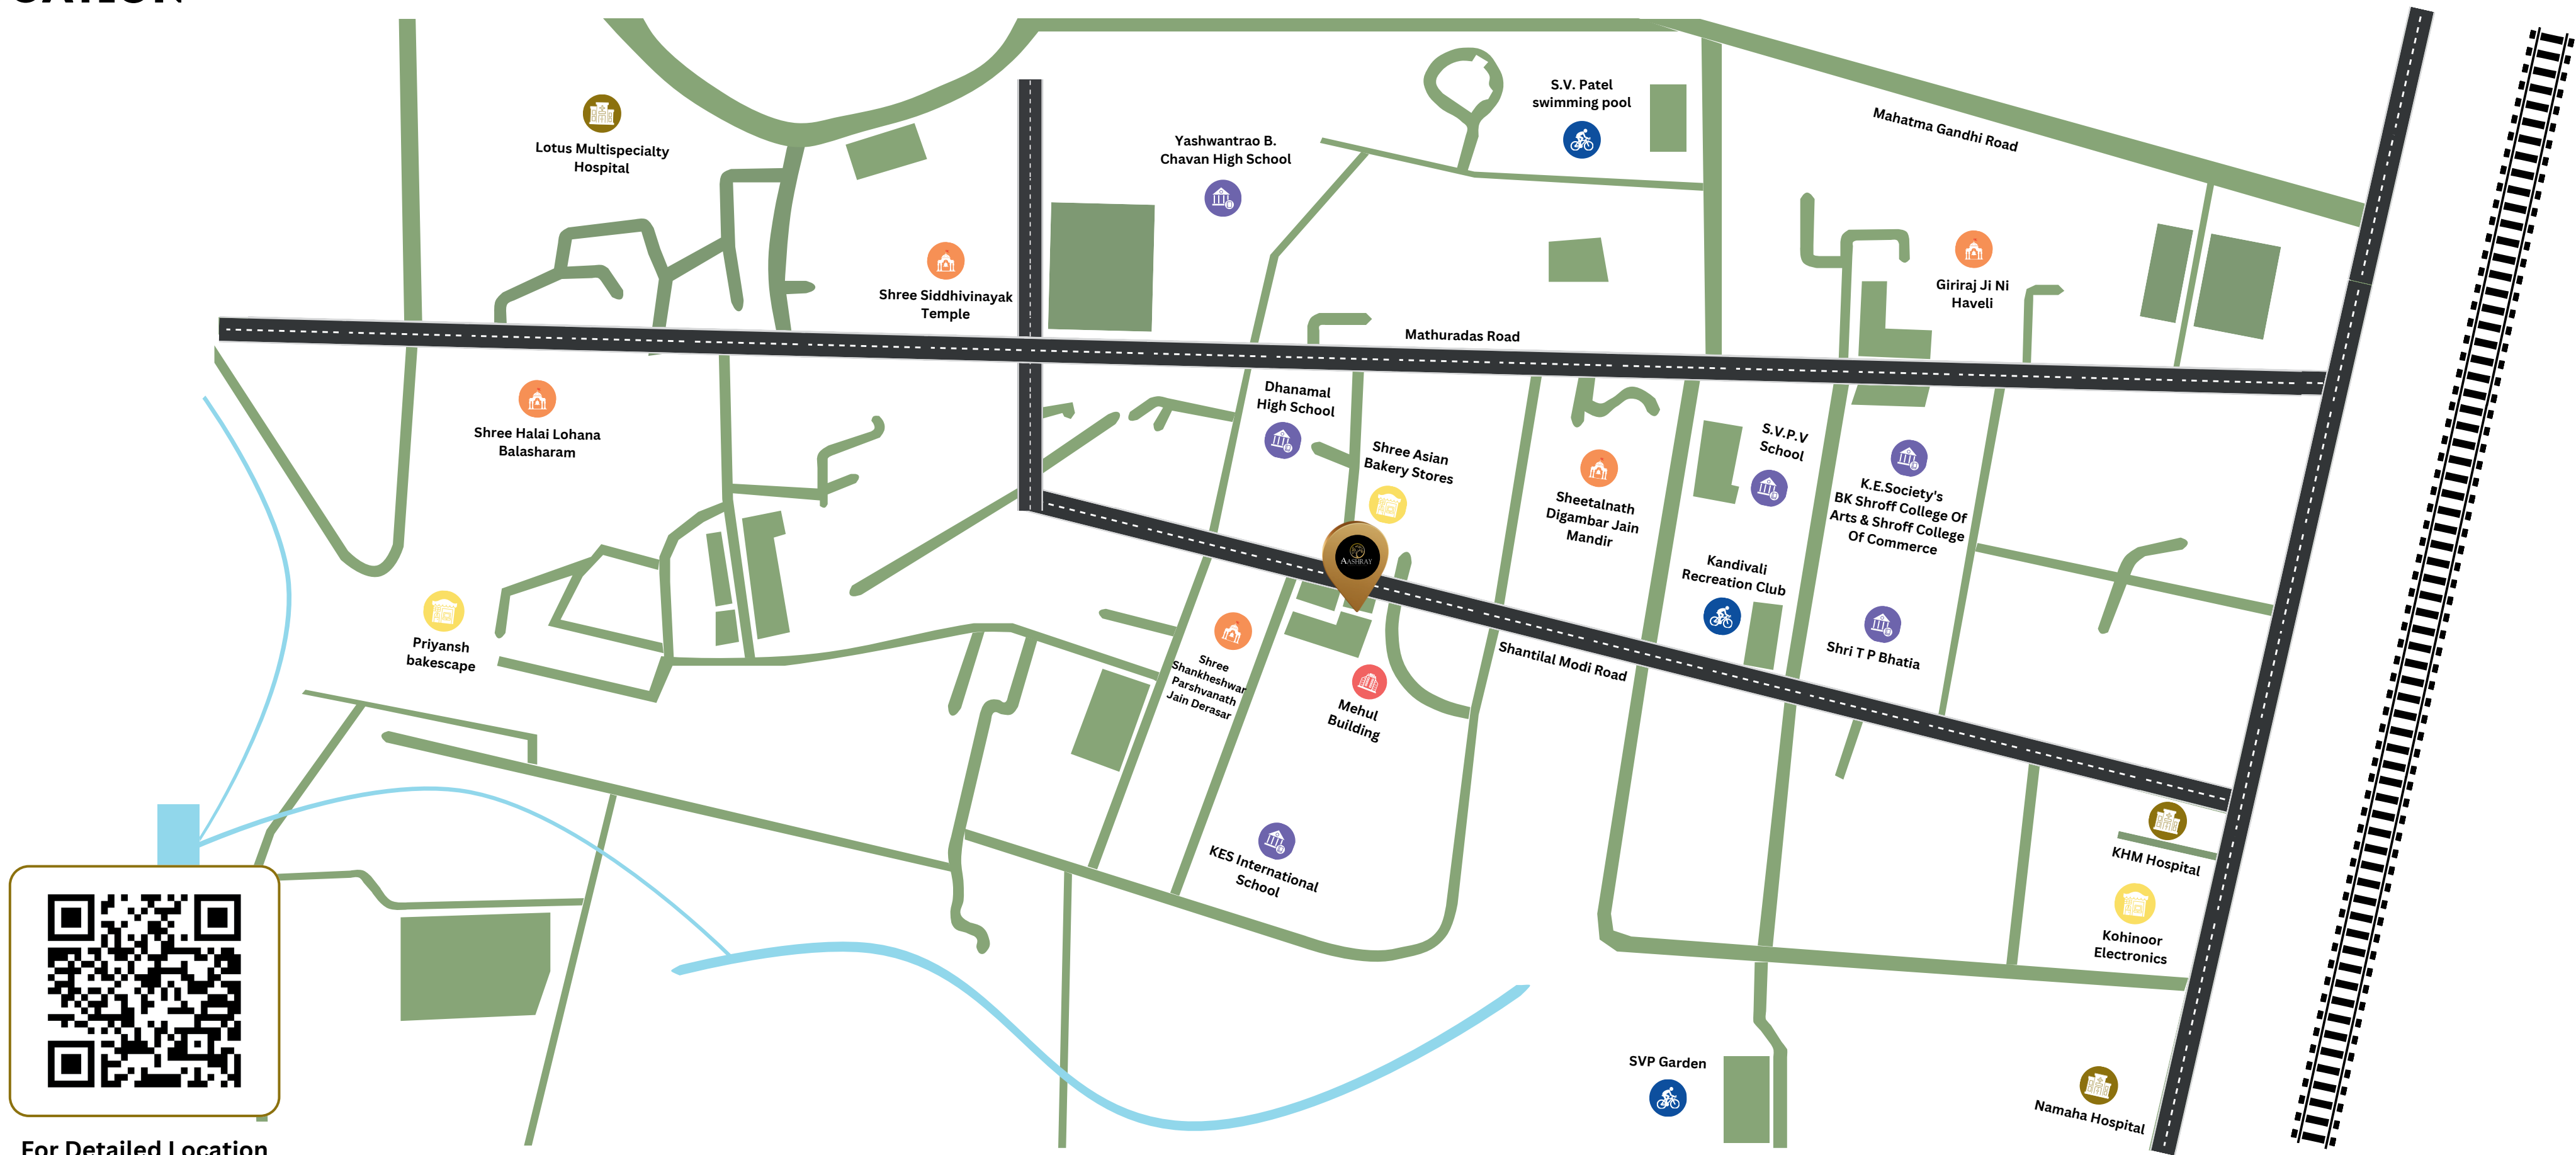 S.V. Patel
swimming pool
Mahatma Gandhi Road
Lotus Multispecialty
Hospital
Yashwantrao B.
Chavan High School
Shree Siddhivinayak
Temple
Giriraj Ji Ni
Haveli
Mathuradas Road
Shree Halai Lohana
Balasharam
Dhanamal
High School
Shree Asian
Bakery Stores
Sheetalnath
Digambar Jain
Mandir
S.V.P.V
School
K.E.Society's
BK Shroff College Of
Arts & Shroff College
Of Commerce
AASHRAY
Kandivali
Recreation Club
Priyansh
bakescape
Shree
Shankheshwar
Parshvanath
Jain Derasar
Mehul
Building
Shantilal Modi Road
Shri T P Bhatia
KES International
School
KHM Hospital
Kohinoor
Electronics
SVP Garden
Namaha Hospital
For Detailed Location